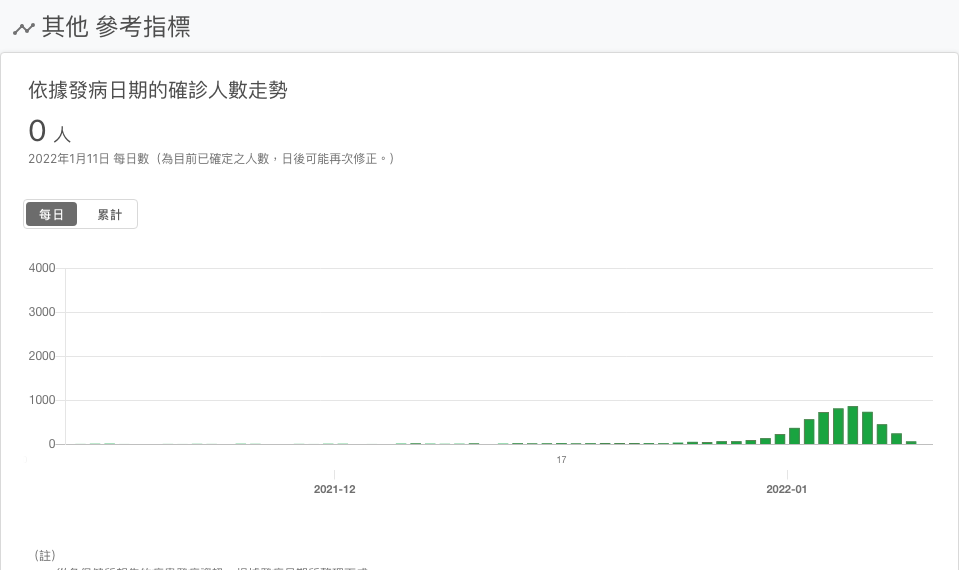 其他 參考指標
依據發病日期的確診人數走勢
0 人
2022年1月11日 每日數（為目前已確定之人數，日後可能再次修正。）
每日 累計
4000
3000
2000
1000
0
17
2021-12 2022-01
（註）